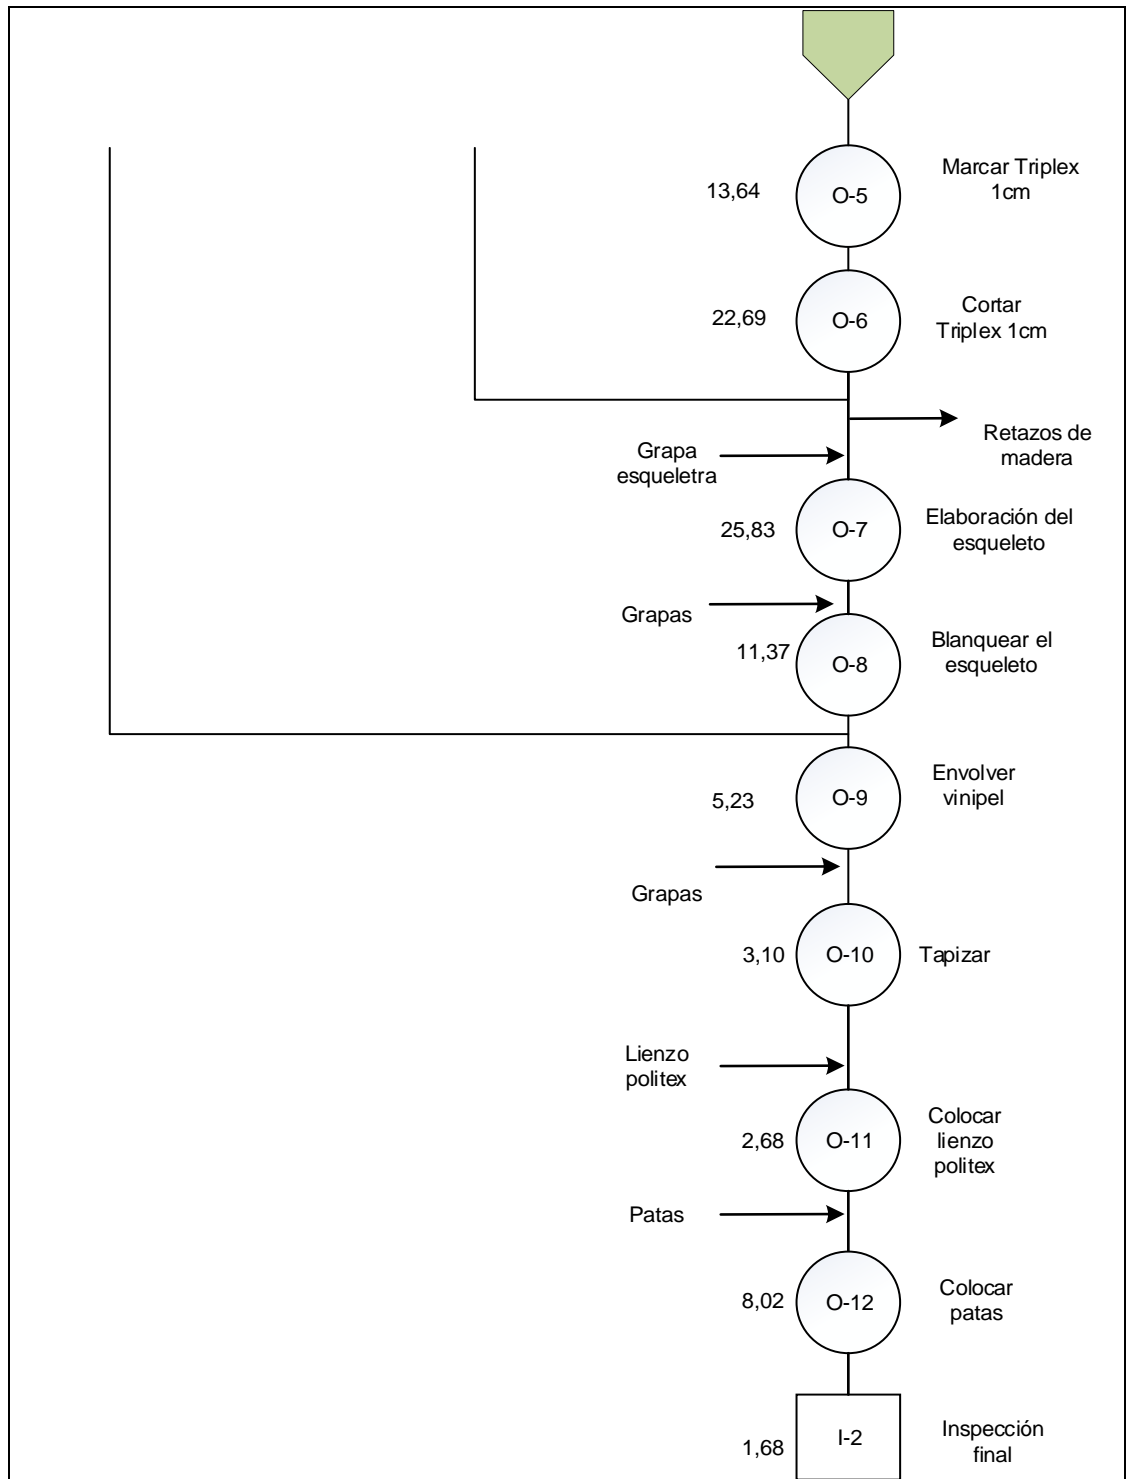 13,64
O-5
Marcar Triplex
1cm
22,69
O-6
Cortar
Triplex 1cm
Retazos de
madera
Grapa
esqueletra
25,83
O-7
Elaboración del
esqueleto
Grapas
11,37
O-8
Blanquear el
esqueleto
5,23
O-9
Envolver
vinipel
Grapas
3,10
O-10
Tapizar
Lienzo
politex
2,68
O-11
Colocar
lienzo
politex
Patas
8,02
O-12
Colocar
patas
1,68
I-2
Inspección
final